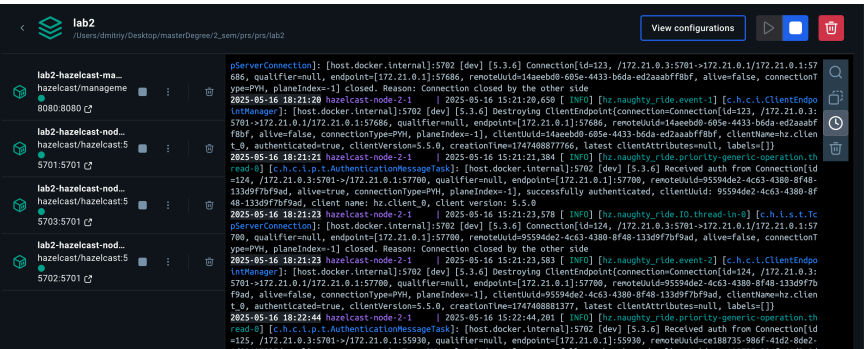 lab2
/Users/dmitriy/Desktop/masterDegree/2_sem/prs/prs/lab2
View configurations
lab2-hazelcast-ma...
hazelcast/manageme
8080:8080
lab2-hazelcast-nod...
hazelcast/hazelcast:5
5701:5701
lab2-hazelcast-nod...
hazelcast/hazelcast:5
5703:5701
lab2-hazelcast-nod...
hazelcast/hazelcast:5
5702:5701
pServerConnection]: [host.docker.internal]:5702 [dev] [5.3.6] Connection[id=123, /172.21.0.3:5701->172.21.0.1/172.21.0.1:57
686, qualifier=null, endpoint=[172.21.0.1]:57686, remoteUuid=14aeebd0-605e-4433-b6da-ed2aaabff8bf, alive=false, connectionT
ype=PYH, planeIndex=-1] closed. Reason: Connection closed by the other side
2025-05-16 18:21:20 hazelcast-node-2-1 | 2025-05-16 15:21:20,650 [ INFO] [hz.naughty_ride.event-1] [c.h.c.i.ClientEndpo
intManager]: [host.docker.internal]:5702 [dev] [5.3.6] Destroying ClientEndpoint{connection=Connection[id=123, /172.21.0.3:
5701->172.21.0.1/172.21.0.1:57686, qualifier=null, endpoint=[172.21.0.1]:57686, remoteUuid=14aeebd0-605e-4433-b6da-ed2aaabf
f8bf, alive=false, connectionType=PYH, planeIndex=-1], clientUuid=14aeebd0-605e-4433-b6da-ed2aaabff8bf, clientName=hz.clien
t_0, authenticated=true, clientVersion=5.5.0, creationTime=1747408877766, latest clientAttributes=null, labels=[]}
2025-05-16 18:21:21 hazelcast-node-2-1 | 2025-05-16 15:21:21,384 [ INFO] [hz.naughty_ride.priority-generic-operation.th
read-0] [c.h.c.i.p.t.AuthenticationMessageTask]: [host.docker.internal]:5702 [dev] [5.3.6] Received auth from Connection[id
=124, /172.21.0.3:5701->/172.21.0.1:57700, qualifier=null, endpoint=[172.21.0.1]:57700, remoteUuid=95594de2-4c63-4380-8f48-
133d9f7bf9ad, alive=true, connectionType=PYH, planeIndex=-1], successfully authenticated, clientUuid: 95594de2-4c63-4380-8f
48-133d9f7bf9ad, client name: hz.client_0, client version: 5.5.0
2025-05-16 18:21:23 hazelcast-node-2-1 | 2025-05-16 15:21:23,578 [ INFO] [hz.naughty_ride.IO.thread-in-0] [c.h.i.s.t.Tc
pServerConnection]: [host.docker.internal]:5702 [dev] [5.3.6] Connection[id=124, /172.21.0.3:5701->172.21.0.1/172.21.0.1:57
700, qualifier=null, endpoint=[172.21.0.1]:57700, remoteUuid=95594de2-4c63-4380-8f48-133d9f7bf9ad, alive=false, connectionT
ype=PYH, planeIndex=-1] closed. Reason: Connection closed by the other side
2025-05-16 18:21:23 hazelcast-node-2-1 | 2025-05-16 15:21:23,583 [ INFO] [hz.naughty_ride.event-2] [c.h.c.i.ClientEndpo
intManager]: [host.docker.internal]:5702 [dev] [5.3.6] Destroying ClientEndpoint{connection=Connection[id=124, /172.21.0.3:
5701->172.21.0.1/172.21.0.1:57700, qualifier=null, endpoint=[172.21.0.1]:57700, remoteUuid=95594de2-4c63-4380-8f48-133d9f7b
f9ad, alive=false, connectionType=PYH, planeIndex=-1], clientUuid=95594de2-4c63-4380-8f48-133d9f7bf9ad, clientName=hz.clien
t_0, authenticated=true, clientVersion=5.5.0, creationTime=1747408881377, latest clientAttributes=null, labels=[]}
2025-05-16 18:22:44 hazelcast-node-2-1 | 2025-05-16 15:22:44,201 [ INFO] [hz.naughty_ride.priority-generic-operation.th
read-0] [c.h.c.i.p.t.AuthenticationMessageTask]: [host.docker.internal]:5702 [dev] [5.3.6] Received auth from Connection[id
=125, /172.21.0.3:5701->/172.21.0.1:55930, qualifier=null, endpoint=[172.21.0.1]:55930, remoteUuid=ce188735-986f-41d2-8de2-